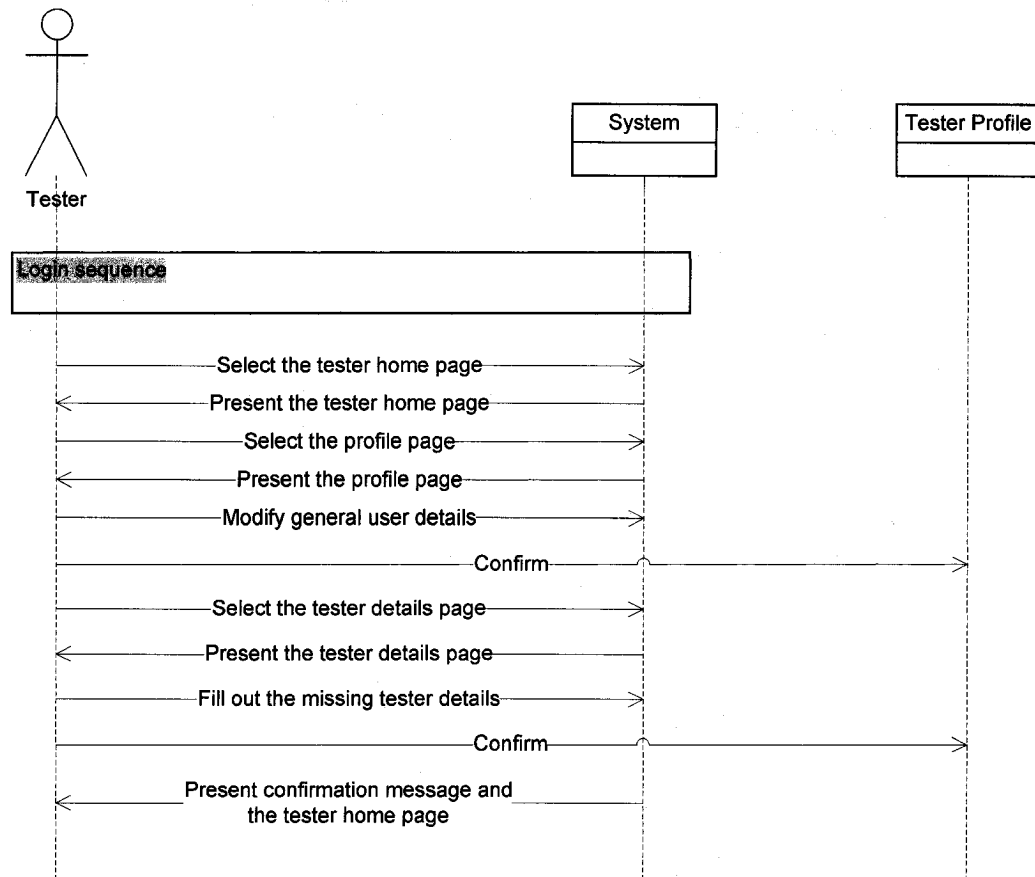 System
Tester Profile
Tester
Login sequence
Select the tester home page
Present the tester home page
Select the profile page
Present the profile page
Modify general user details
Confirm
Select the tester details page
Present the tester details page
Fill out the missing tester details
Confirm
Present confirmation message and
the tester home page